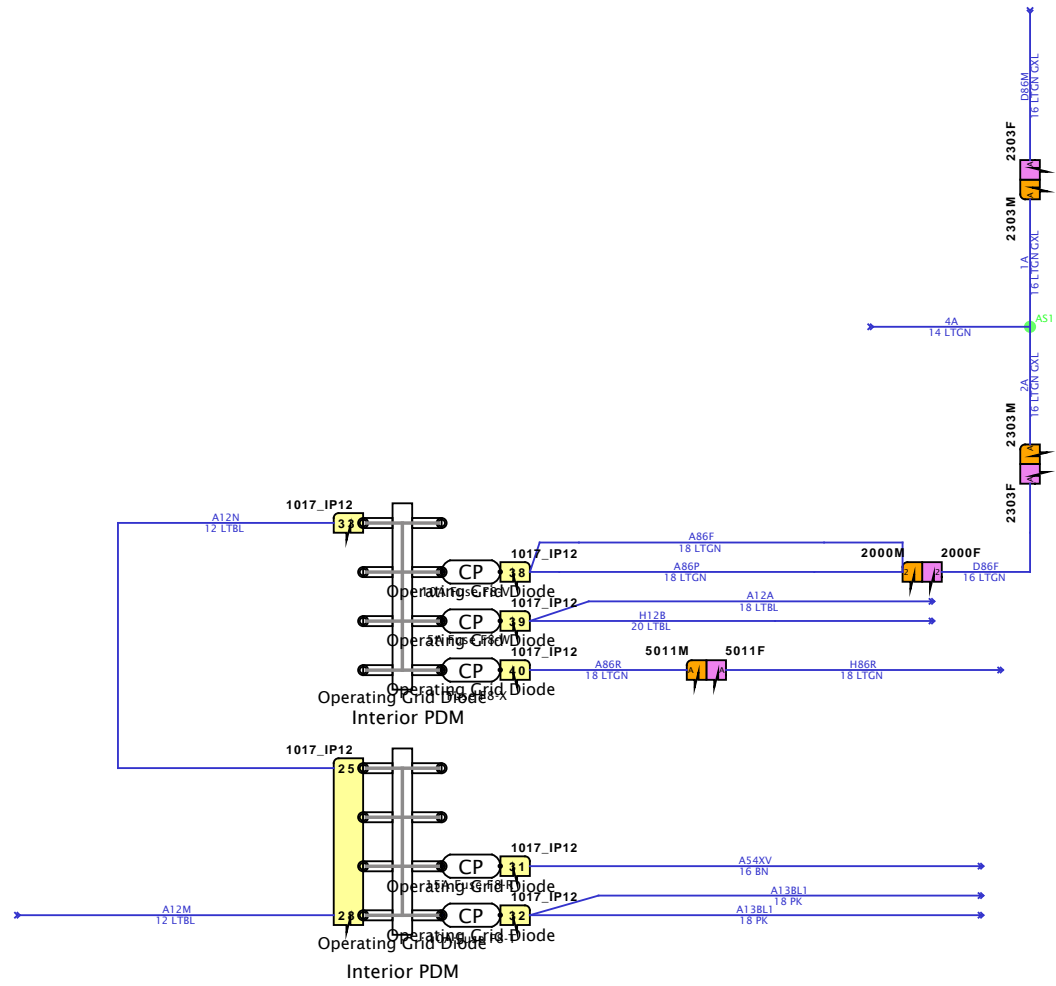 D86M
16 LTGN GXL
2303F
A
A
2303M
1A
16 LTGN GXL
4A
14 LTGN
AS1
2A
16 LTGN GXL
2303M
A
A
2303F
1017_IP12
A12N
12 LTBL
33
1017_IP12
CP
38
Operating Grid Diode
A86F
18 LTGN
A86P
18 LTGN
2000M
2000F
2
2
D86F
16 LTGN
1017_IP12
CP
39
Operating Grid Diode
A12A
18 LTBL
H12B
20 LTBL
1017_IP12
CP
40
Operating Grid Diode
A86R
18 LTGN
5011M
5011F
A
A
H86R
18 LTGN
Operating Grid Diode
Interior PDM
1017_IP12
25
1017_IP12
CP
31
Operating Grid Diode
A54XV
16 BN
A12M
12 LTBL
28
1017_IP12
CP
32
Operating Grid Diode
A13BL1
18 PK
A13BL1
18 PK
Operating Grid Diode
Interior PDM